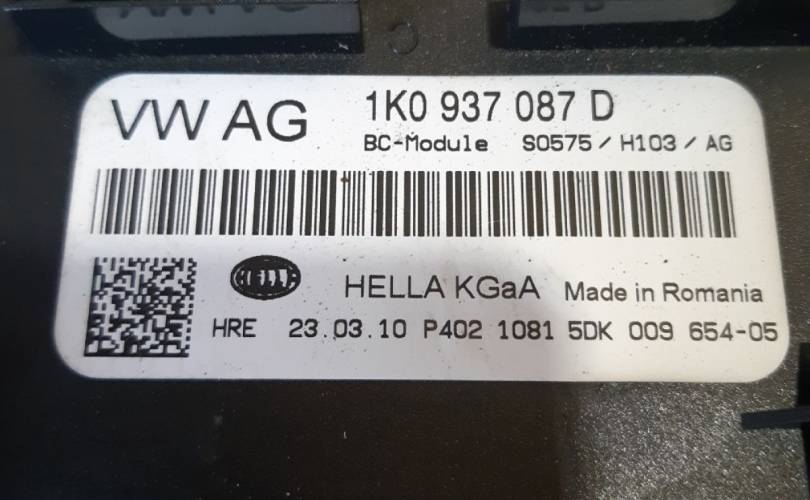 VW AG
1K0 937 087 D
BC-Module S0575 / H103 / AG
HELLA
HELLA KGaA Made in Romania
HRE 23.03.10 P402 1081 5DK 009 654-05